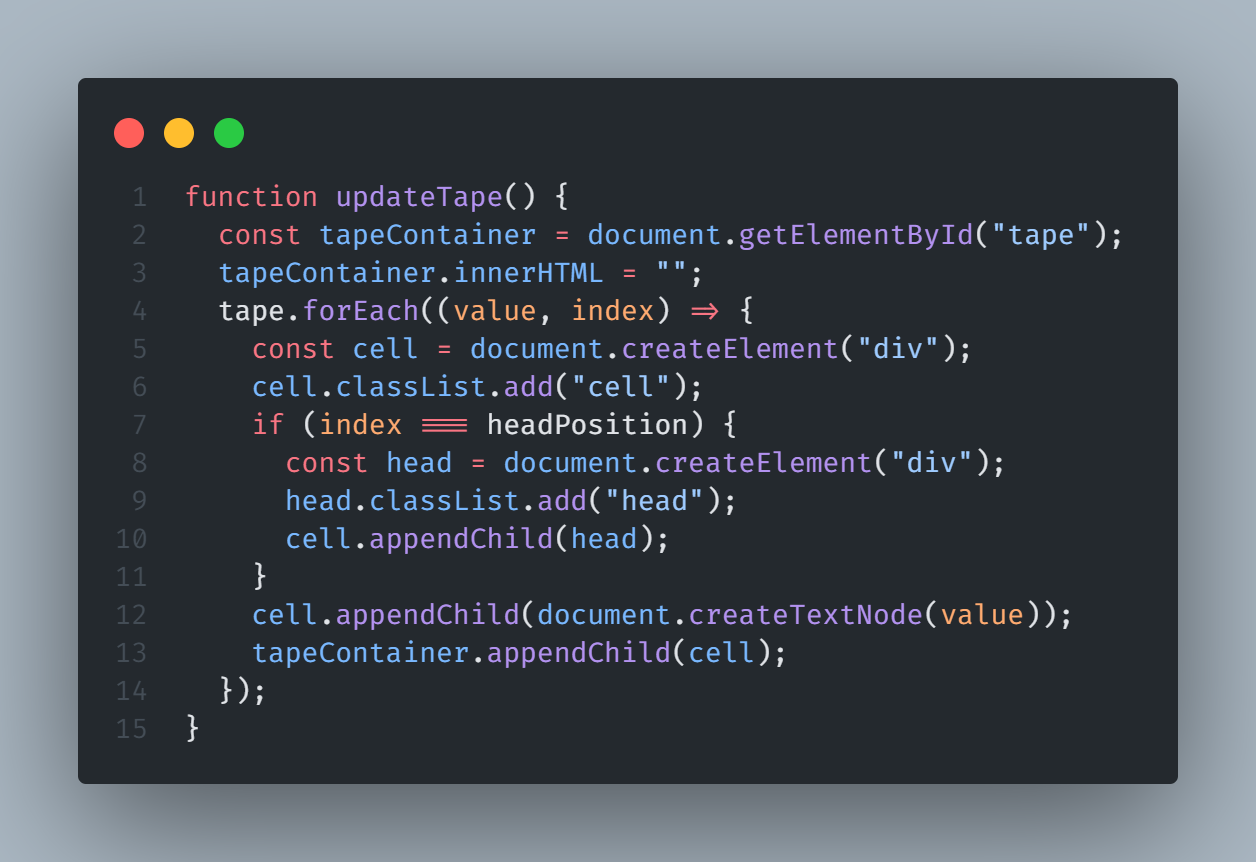 1 function updateTape() {
2 const tapeContainer = document.getElementById("tape");
3 tapeContainer.innerHTML = "";
4 tape.forEach((value, index) => {
5 const cell = document.createElement("div");
6 cell.classList.add("cell");
7 if (index === headPosition) {
8 const head = document.createElement("div");
9 head.classList.add("head");
10 cell.appendChild(head);
11 }
12 cell.appendChild(document.createTextNode(value));
13 tapeContainer.appendChild(cell);
14 });
15 }